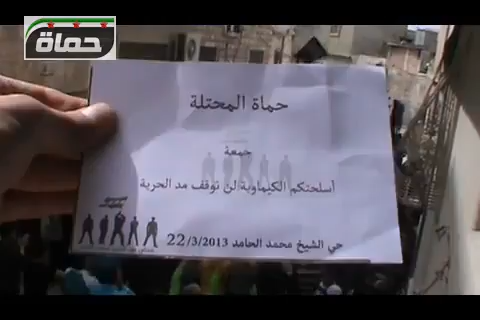 حماة
حماة المحتلة
جمعة
أسلحتكم الكيماوية لن توقف مد الحرية
حي الشيخ محمد الحامد 22/3/2013